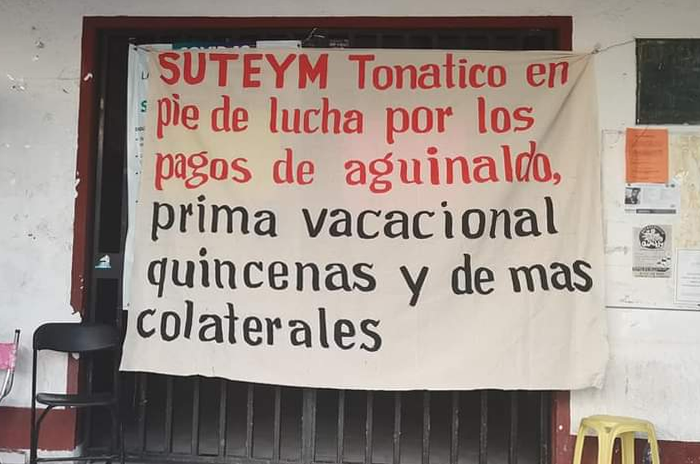 SUTEYM Tonatico en
pie de lucha por los
pagos de aguinaldo,
prima vacacional
quincenas y de mas
colaterales